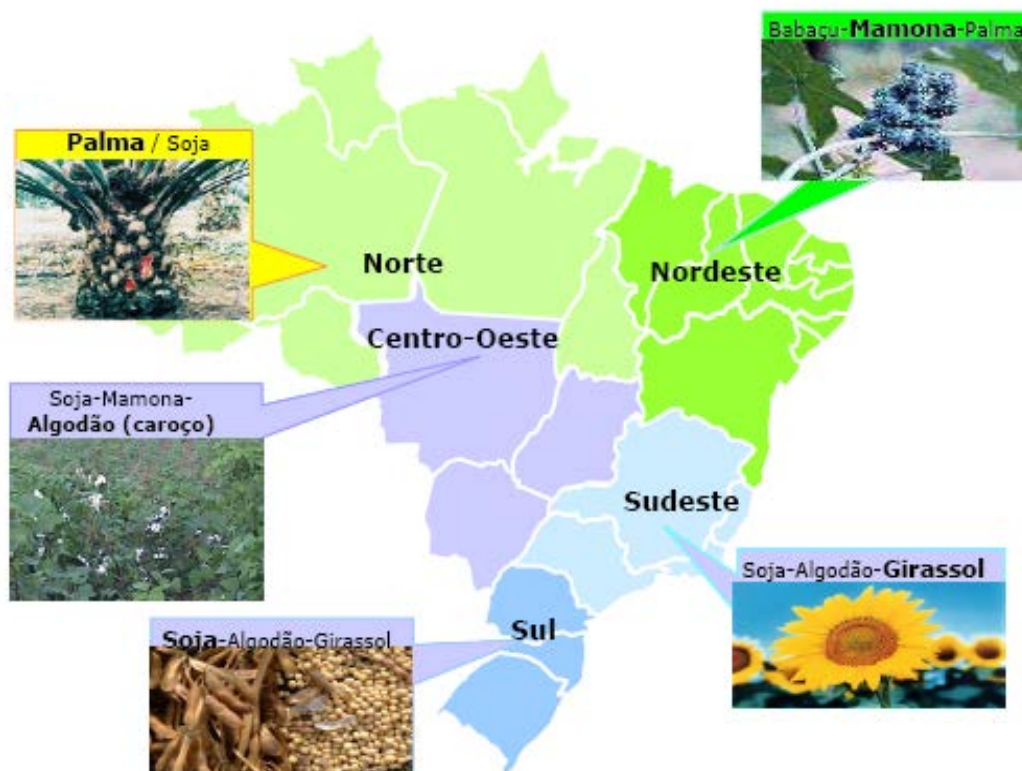 Babaçu-Mamona-Palma
Palma / Soja
Norte
Nordeste
Centro-Oeste
Soja-Mamona-
Algodão (caroço)
Sudeste
Soja-Algodão-Girassol
Soja-Algodão-Girassol
Sul